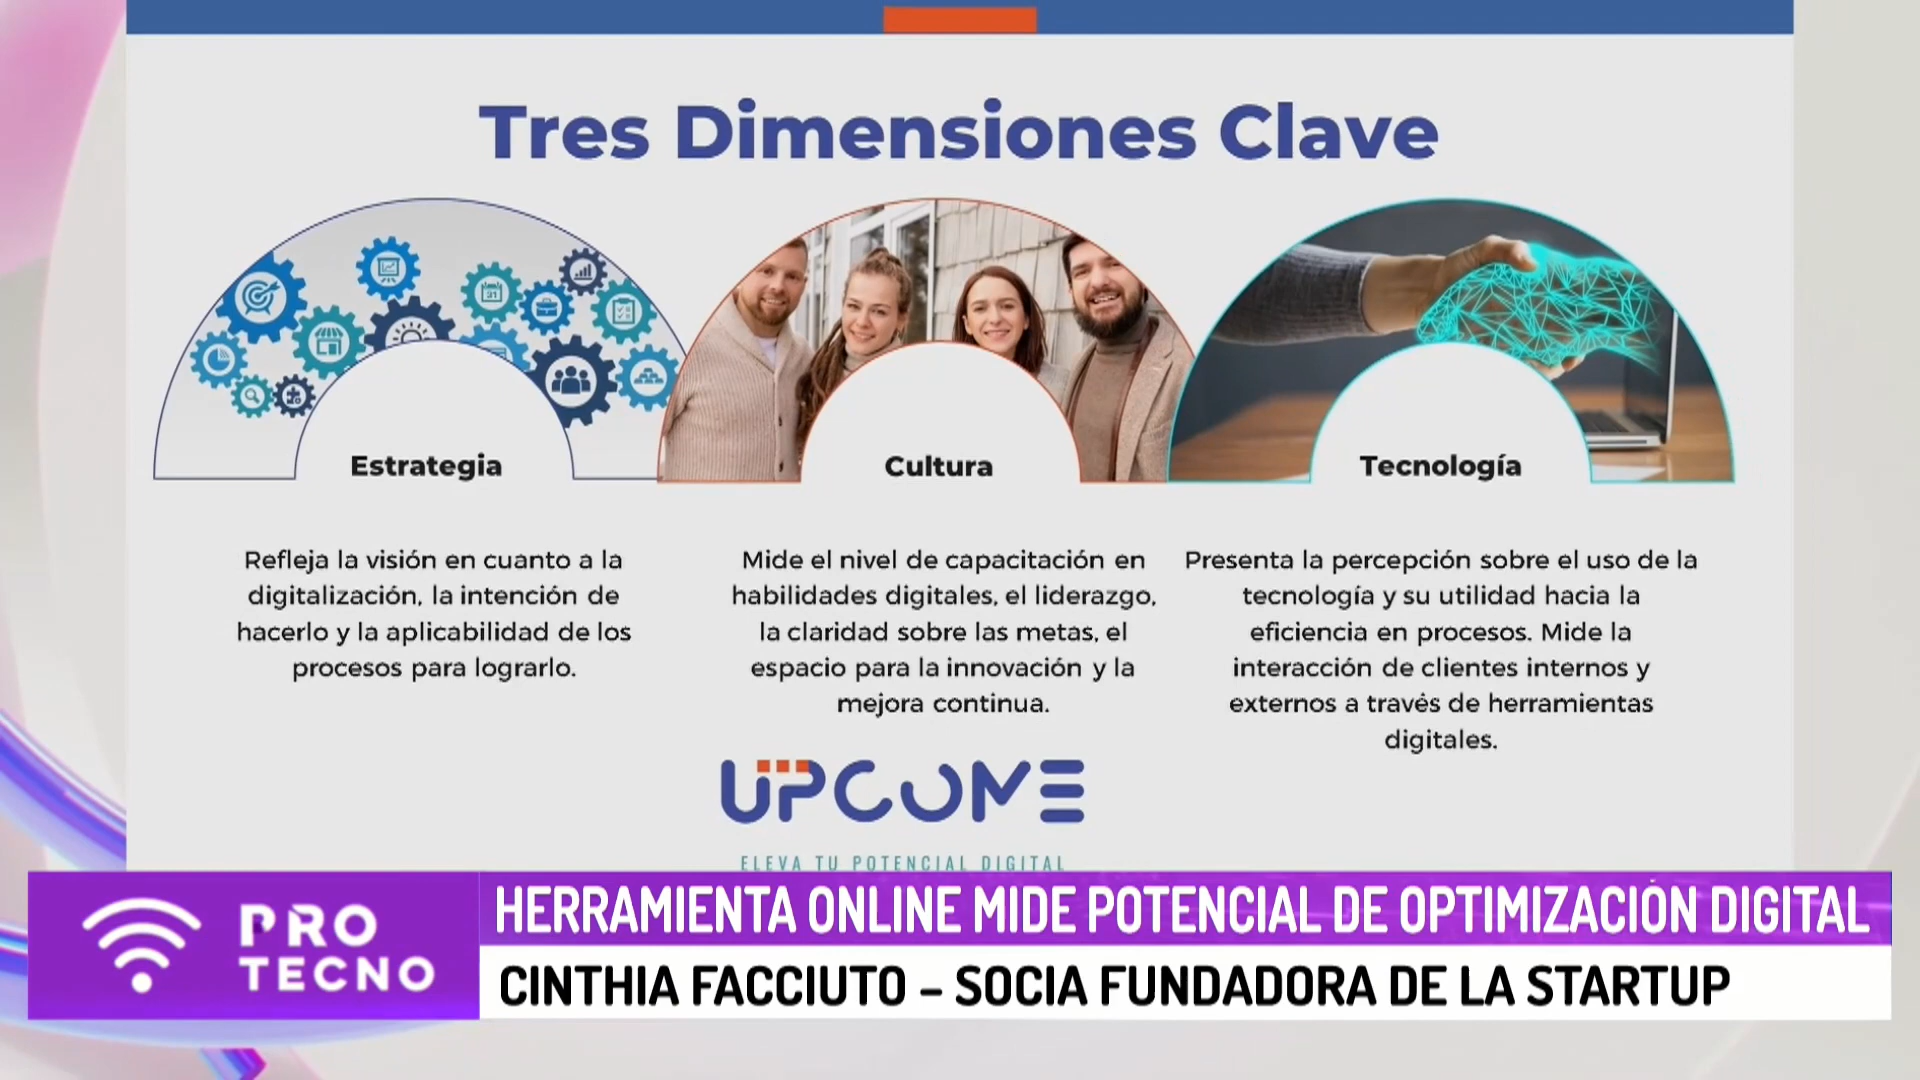 Tres Dimensiones Clave
Estrategia
Refleja la visión en cuanto a la
digitalización, la intención de
hacerlo y la aplicabilidad de los
procesos para lograrlo.
Cultura
Mide el nivel de capacitación en
habilidades digitales, el liderazgo,
la claridad sobre las metas, el
espacio para la innovación y la
mejora continua.
Tecnología
Presenta la percepción sobre el uso de la
tecnología y su utilidad hacia la
eficiencia en procesos. Mide la
interacción de clientes internos y
externos a través de herramientas
digitales.
UPCOME
ELEVA TU POTENCIAL DIGITAL
PRO
TECNO
HERRAMIENTA ONLINE MIDE POTENCIAL DE OPTIMIZACIÓN DIGITAL
CINTHIA FACCIUTO – SOCIA FUNDADORA DE LA STARTUP
31